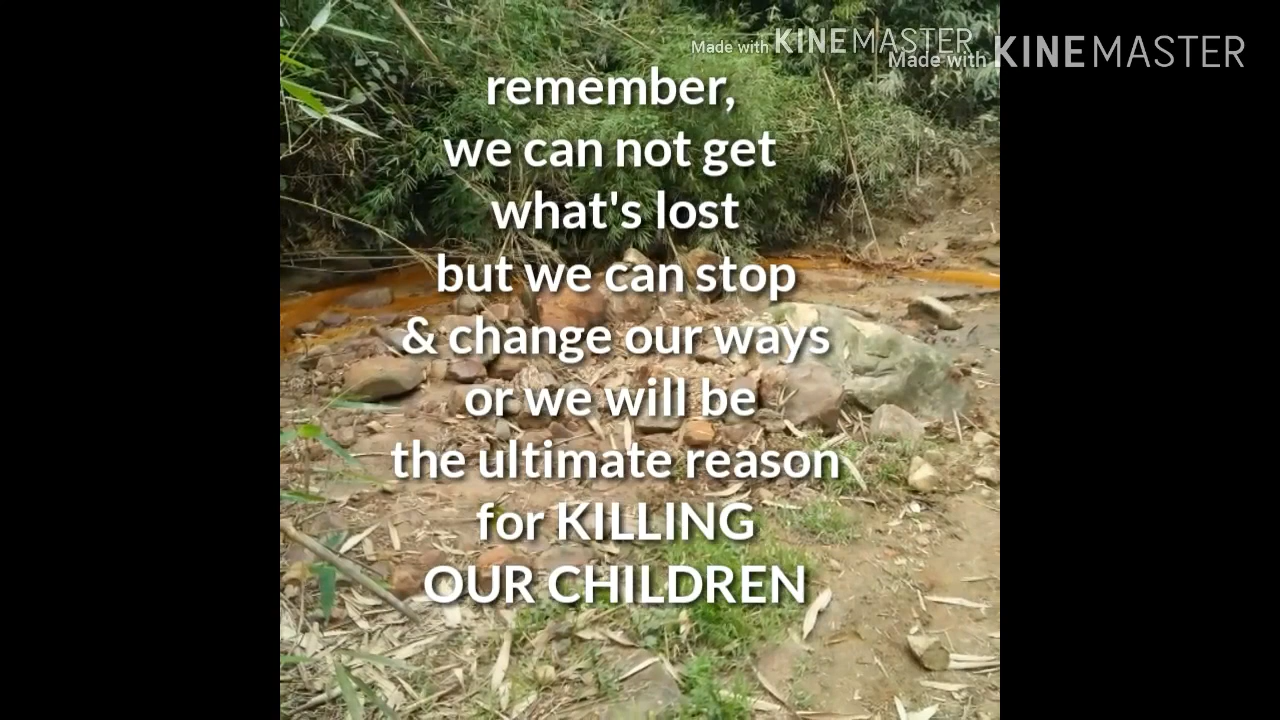 Made with KINEMASTER
Made with KINEMASTER
remember,
we can not get
what's lost
but we can stop
& change our ways
or we will be
the ultimate reason
for KILLING
OUR CHILDREN